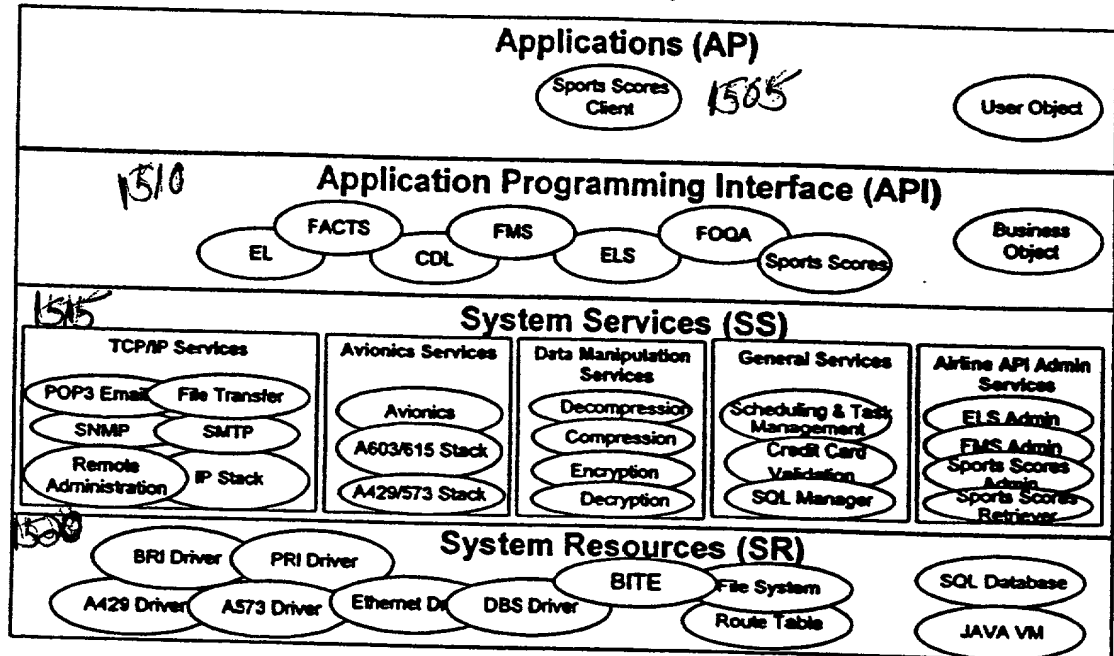 Applications (AP)
Sports Scores
Client
1505
User Object
1510
Application Programming Interface (API)
EL
FACTS
CDL
FMS
ELS
FOQA
Sports Scores
Business
Object
1515
System Services (SS)
TCP/IP Services
POP3 Email
File Transfer
SNMP
SMTP
Remote
Administration
IP Stack
Avionics Services
Avionics
A603/615 Stack
A429/573 Stack
Data Manipulation
Services
Decompression
Compression
Encryption
Decryption
General Services
Scheduling & Task
Management
Credit Card
Validation
SQL Manager
Airline API Admin
Services
ELS Admin
FMS Admin
Sports Scores
Admin
Sports Scores
Retriever
1520
System Resources (SR)
BRI Driver
PRI Driver
A429 Driver
A573 Driver
Ethernet D
DBS Driver
BITE
File System
Route Table
SQL Database
JAVA VM